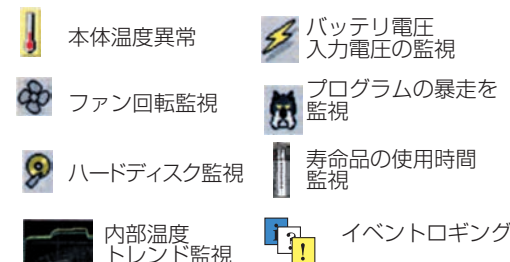 本体温度異常
バッテリ電圧
入力電圧の監視
ファン回転監視
プログラムの暴走を
監視
ハードディスク監視
寿命品の使用時間
監視
内部温度
トレンド監視
イベントロギング